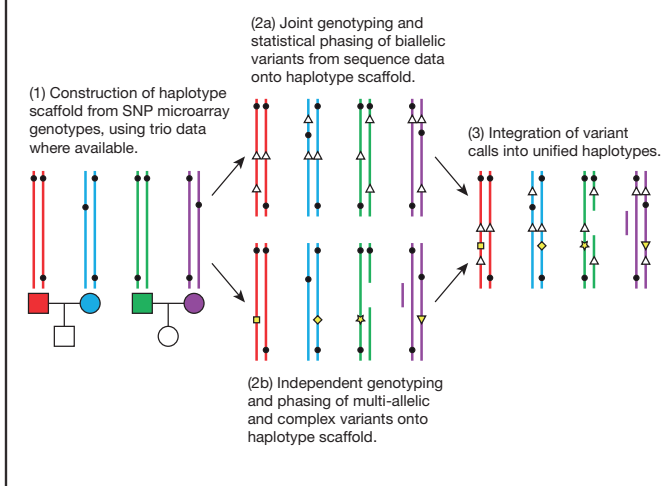 (1) Construction of haplotype
scaffold from SNP microarray
genotypes, using trio data
where available.
(2a) Joint genotyping and
statistical phasing of biallelic
variants from sequence data
onto haplotype scaffold.
(2b) Independent genotyping
and phasing of multi-allelic
and complex variants onto
haplotype scaffold.
(3) Integration of variant
calls into unified haplotypes.